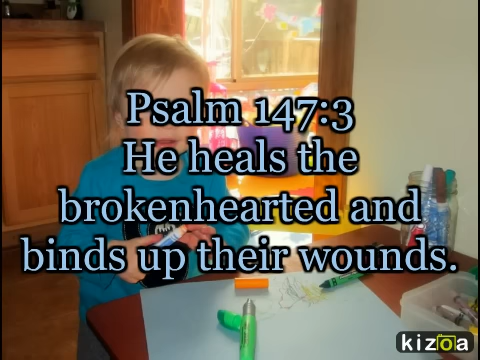 Psalm 147:3
He heals the
brokenhearted and
binds up their wounds.
kizoa